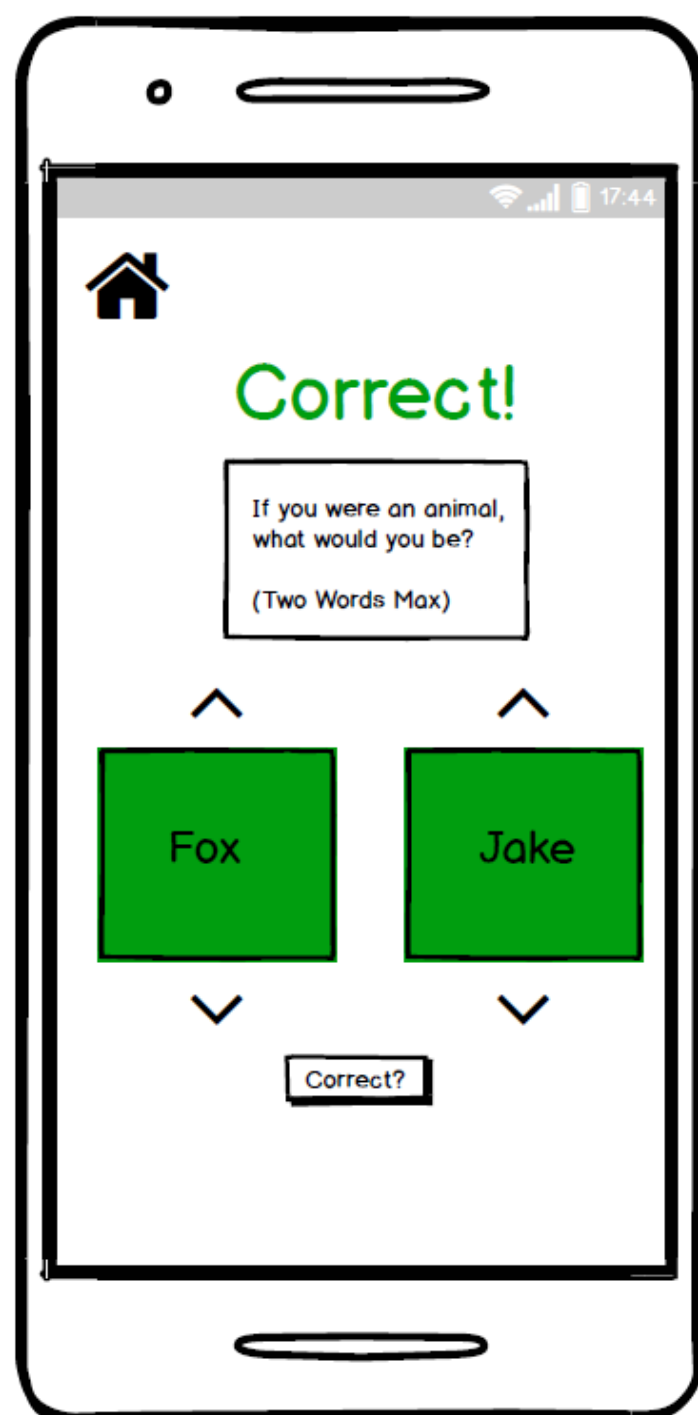 17:44
Correct!
If you were an animal,
what would you be?
(Two Words Max)
Fox
Jake
Correct?